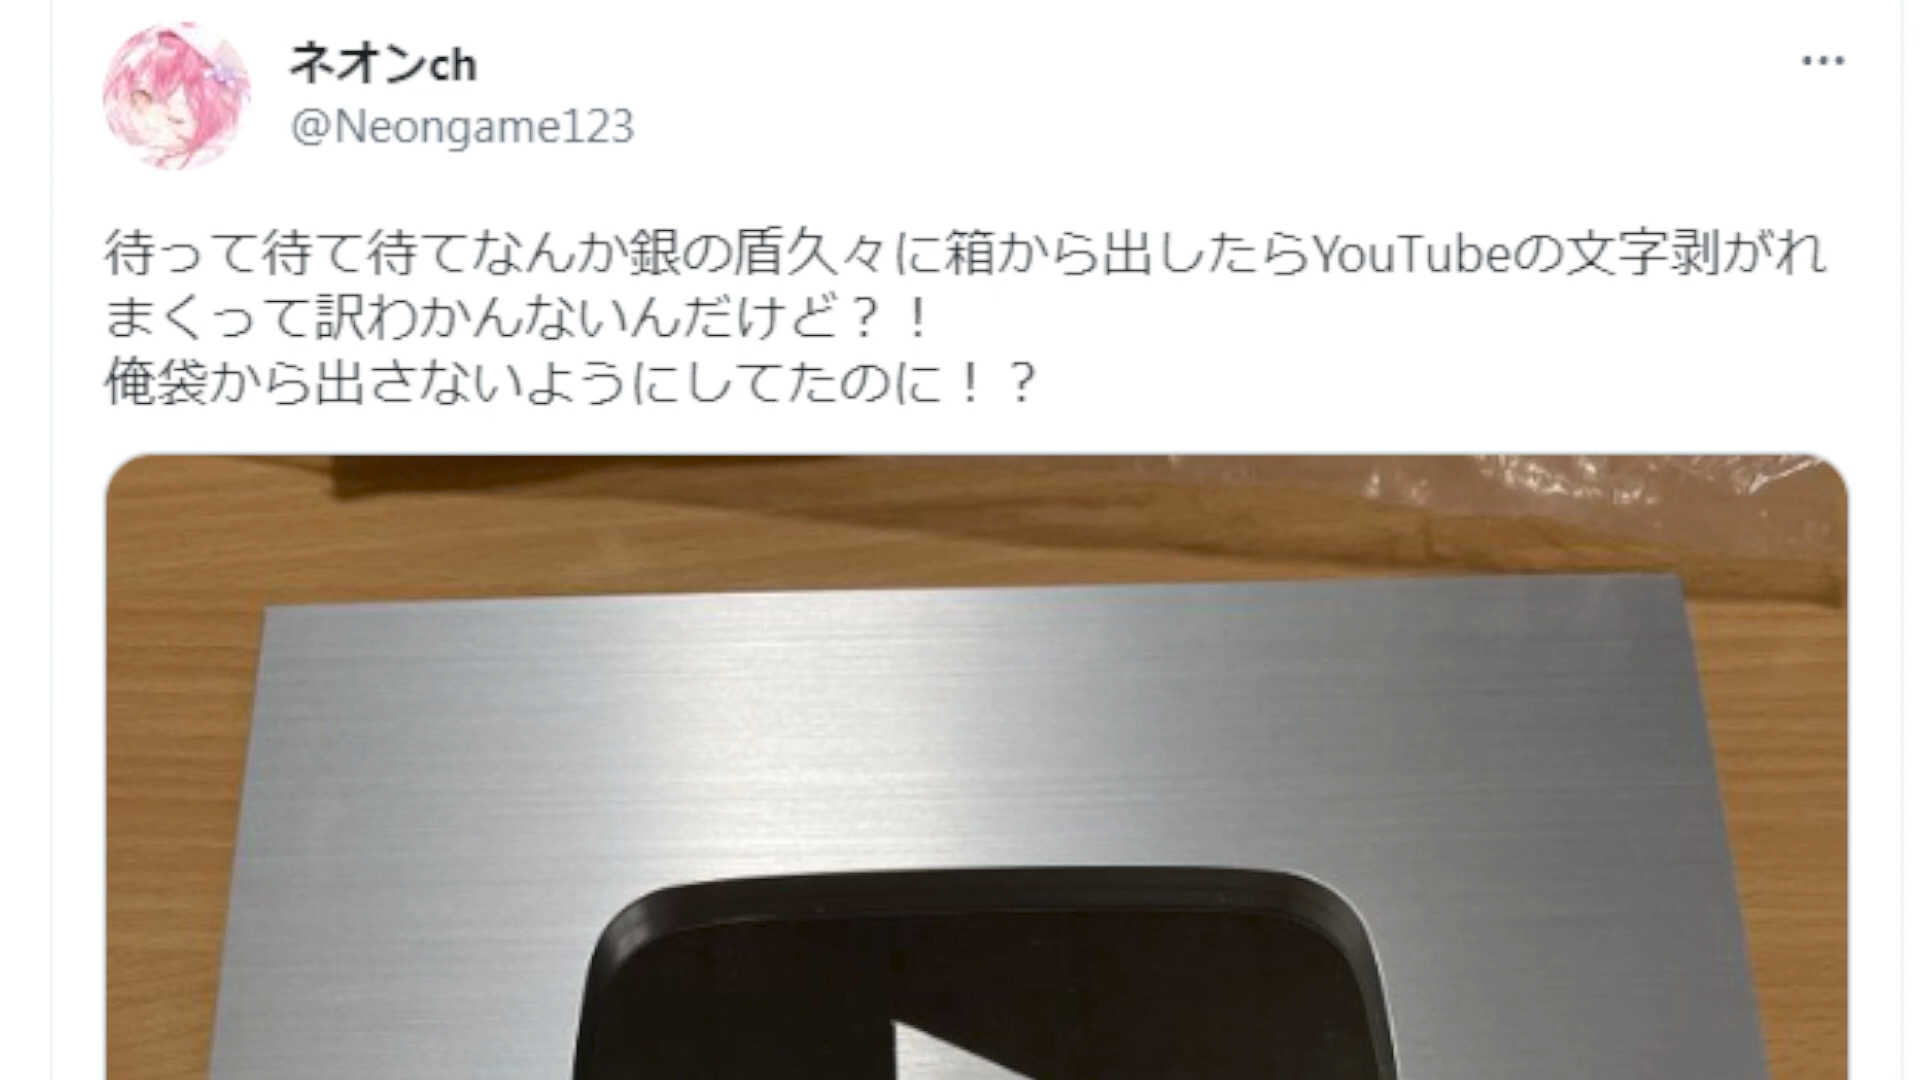 ネオンch
@Neongame123
待って待て待てなんか銀の盾久々に箱から出したらYouTubeの文字剥がれ
まくって訳わかんないんだけど？！
俺袋から出さないようにしてたのに！？